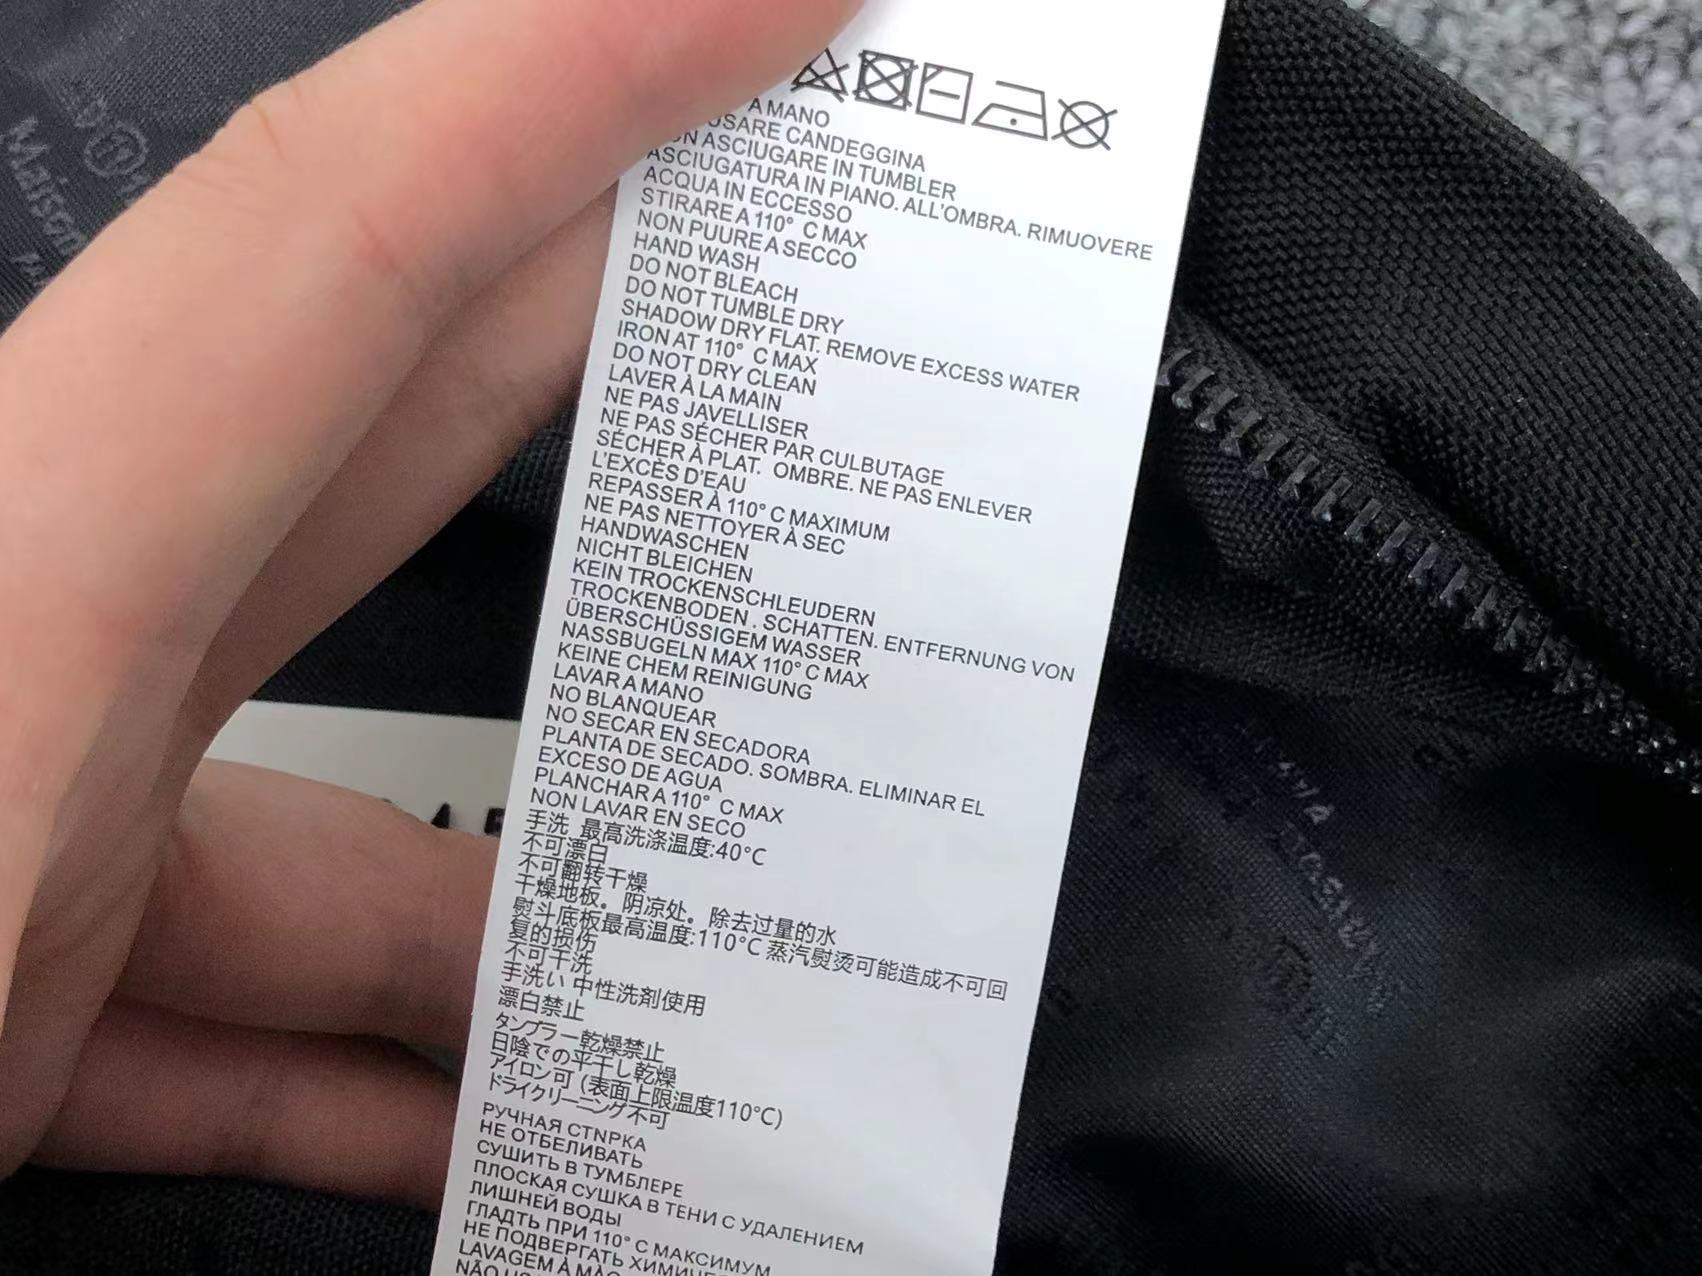 A MANO
USARE CANDEGGINA
ASCIUGARE IN TUMBLER
ASCIUGATURA IN PIANO. ALL'OMBRA. RIMUOVERE
ACQUA IN ECCESSO
STIRARE A 110° C MAX
NON PUURE A SECCO
HAND WASH
DO NOT BLEACH
DO NOT TUMBLE DRY
SHADOW DRY FLAT. REMOVE EXCESS WATER
IRON AT 110° C MAX
DO NOT DRY CLEAN
LAVER À LA MAIN
NE PAS JAVELLISER
NE PAS SÉCHER PAR CULBUTAGE
SÉCHER À PLAT. OMBRE. NE PAS ENLEVER
L'EXCÈS D'EAU
REPASSER À 110° C MAXIMUM
NE PAS NETTOYER À SEC
HANDWASCHEN
NICHT BLEICHEN
KEIN TROCKENSCHLEUDERN
TROCKENBODEN . SCHATTEN. ENTFERNUNG VON
ÜBERSCHÜSSIGEM WASSER
NASSBUGELN MAX 110° C MAX
KEINE CHEM REINIGUNG
LAVAR A MANO
NO BLANQUEAR
NO SECAR EN SECADORA
PLANTA DE SECADO. SOMBRA. ELIMINAR EL
EXCESO DE AGUA
PLANCHAR A 110° C MAX
NON LAVAR EN SECO
手洗 最高洗涤温度:40°C
不可漂白
不可翻转干燥
干燥地板。阴凉处。除去过量的水
熨斗底板最高温度:110°C 蒸汽熨烫可能造成不可回
复的损伤
不可干洗
手洗い 中性洗剤使用
漂白禁止
タンブラー乾燥禁止
日陰での平干し乾燥
アイロン可 (表面上限温度110°C)
ドライクリーニング不可
РУЧНАЯ СТNРКА
НЕ ОТБЕЛИВАТЬ
СУШИТЬ В ТУМБЛЕРЕ
ПЛОСКАЯ СУШКА В ТЕНИ С УДАЛЕНИЕМ
ЛИШНЕЙ ВОДЫ
ГЛАДТЬ ПРИ 110° С МАКСИМУМ
НЕ ПОДВЕРГАТЬ
LAVAGEM À
NÃO
Maison